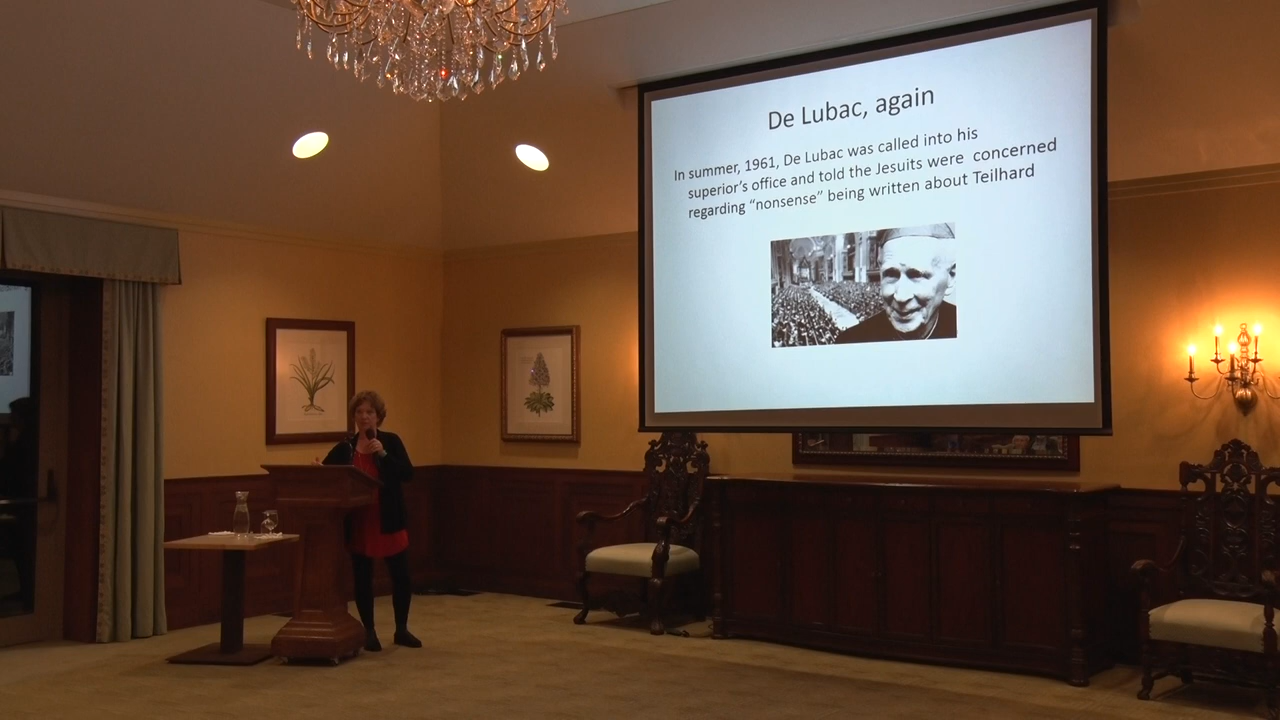 De Lubac, again
In summer, 1961, De Lubac was called into his
superior's office and told the Jesuits were concerned
regarding “nonsense” being written about Teilhard